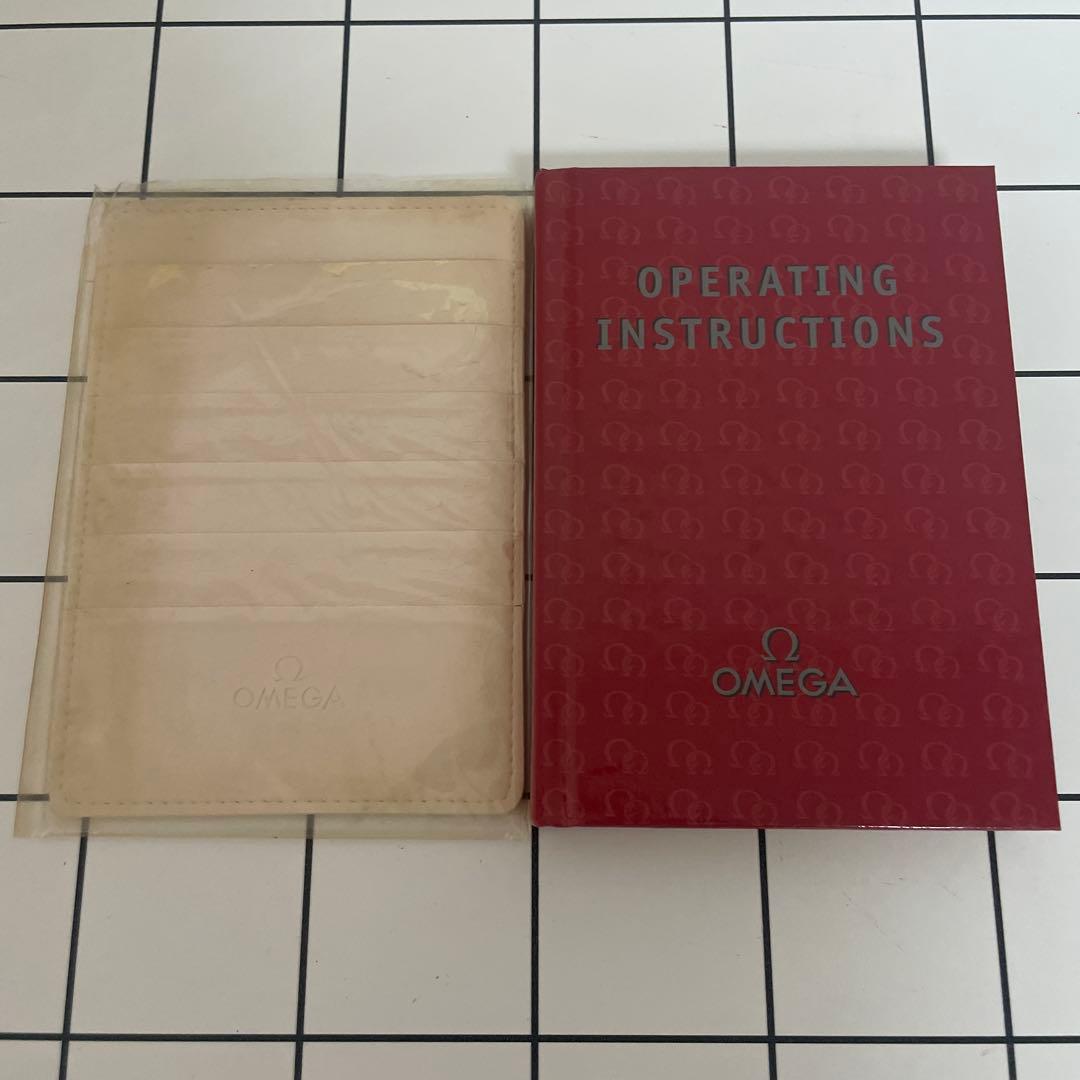 Ω
OMEGA
OPERATING
INSTRUCTIONS
Ω
OMEGA